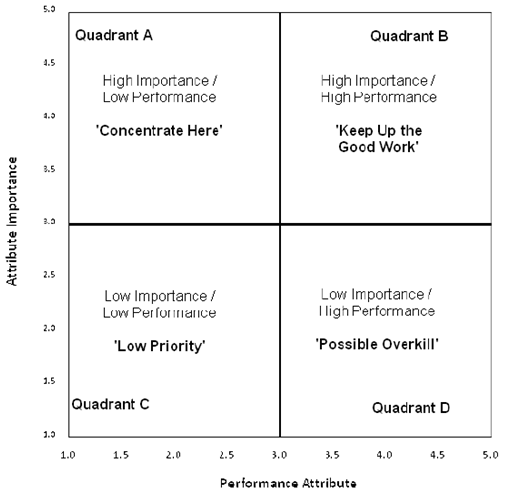 5.0
Quadrant A
Quadrant B
4.5
High Importance /
Low Performance
High Importance /
High Performance
4.0
'Concentrate Here'
'Keep Up the
Good Work'
3.5
3.0
Attribute Importance
2.5
Low Importance /
Low Performance
Low Importance /
High Performance
2.0
'Low Priority'
'Possible Overkill'
1.5
Quadrant C
Quadrant D
1.0
1.0 1.5 2.0 2.5 3.0 3.5 4.0 4.5 5.0
Performance Attribute